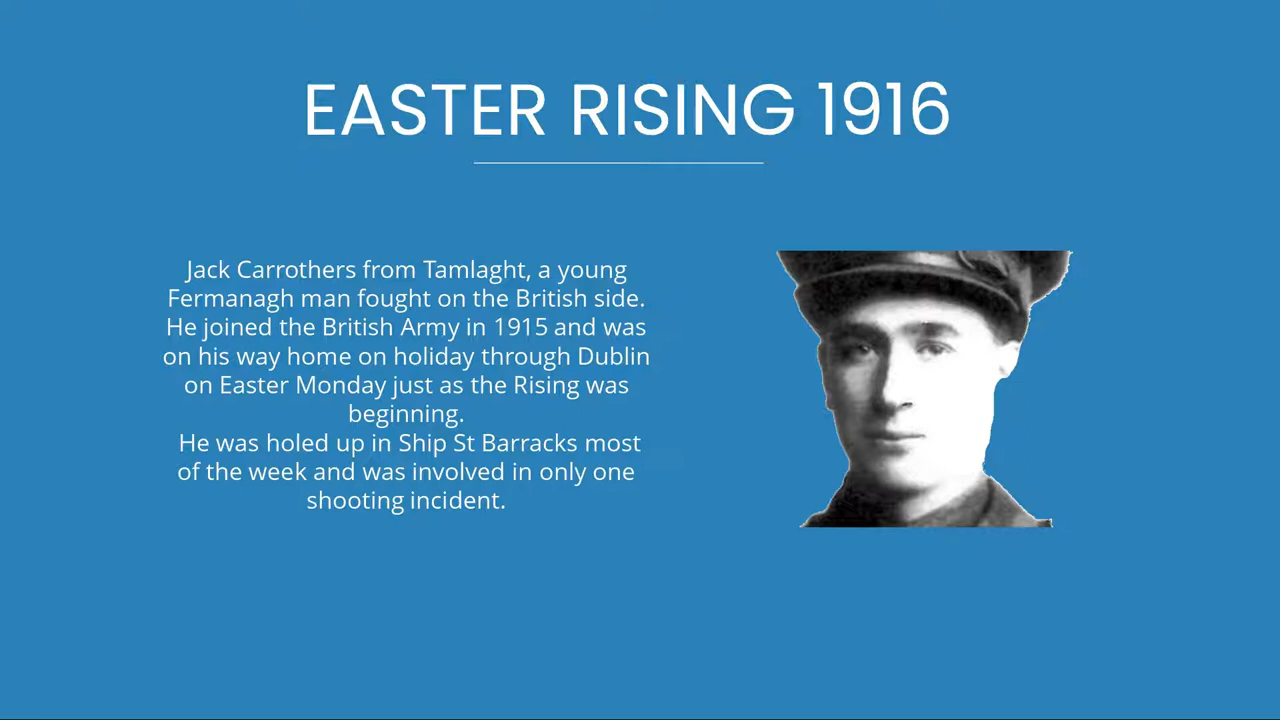 EASTER RISING 1916
Jack Carrothers from Tamlaght, a young
Fermanagh man fought on the British side.
He joined the British Army in 1915 and was
on his way home on holiday through Dublin
on Easter Monday just as the Rising was
beginning.
He was holed up in Ship St Barracks most
of the week and was involved in only one
shooting incident.